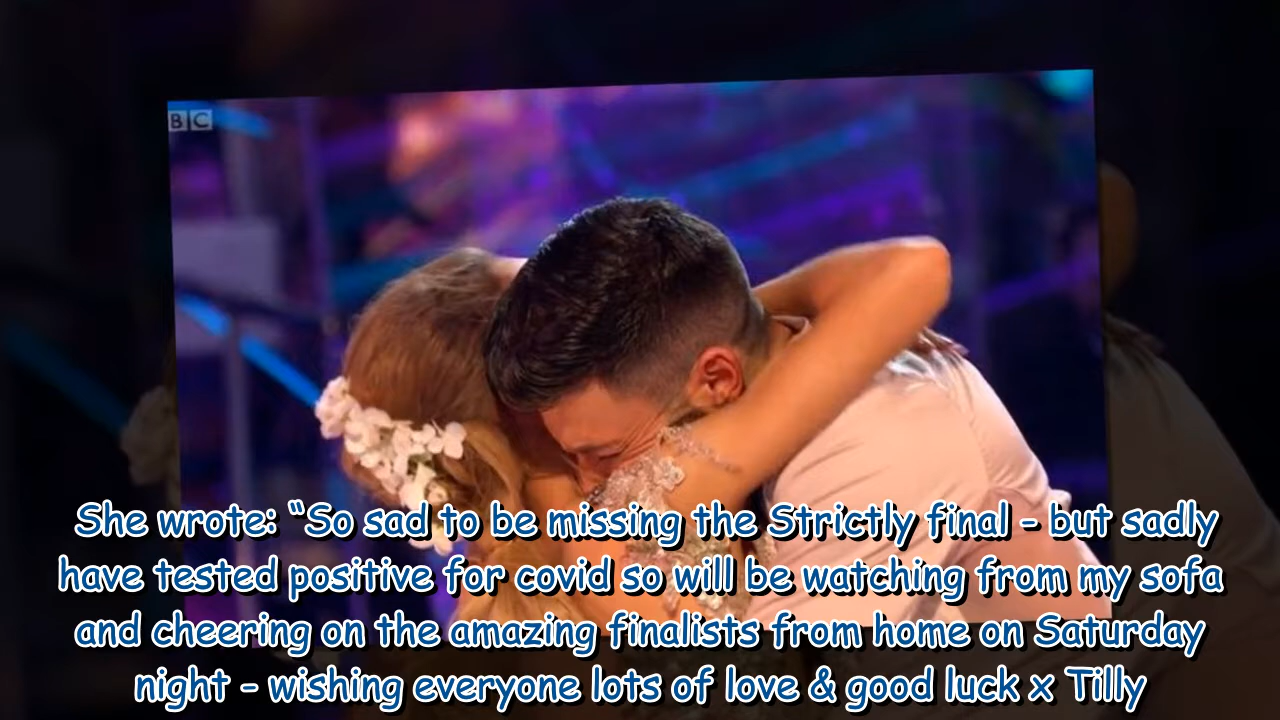 BBC
She wrote: “So sad to be missing the Strictly final - but sadly
have tested positive for covid so will be watching from my sofa
and cheering on the amazing finalists from home on Saturday
night - wishing everyone lots of love & good luck x Tilly